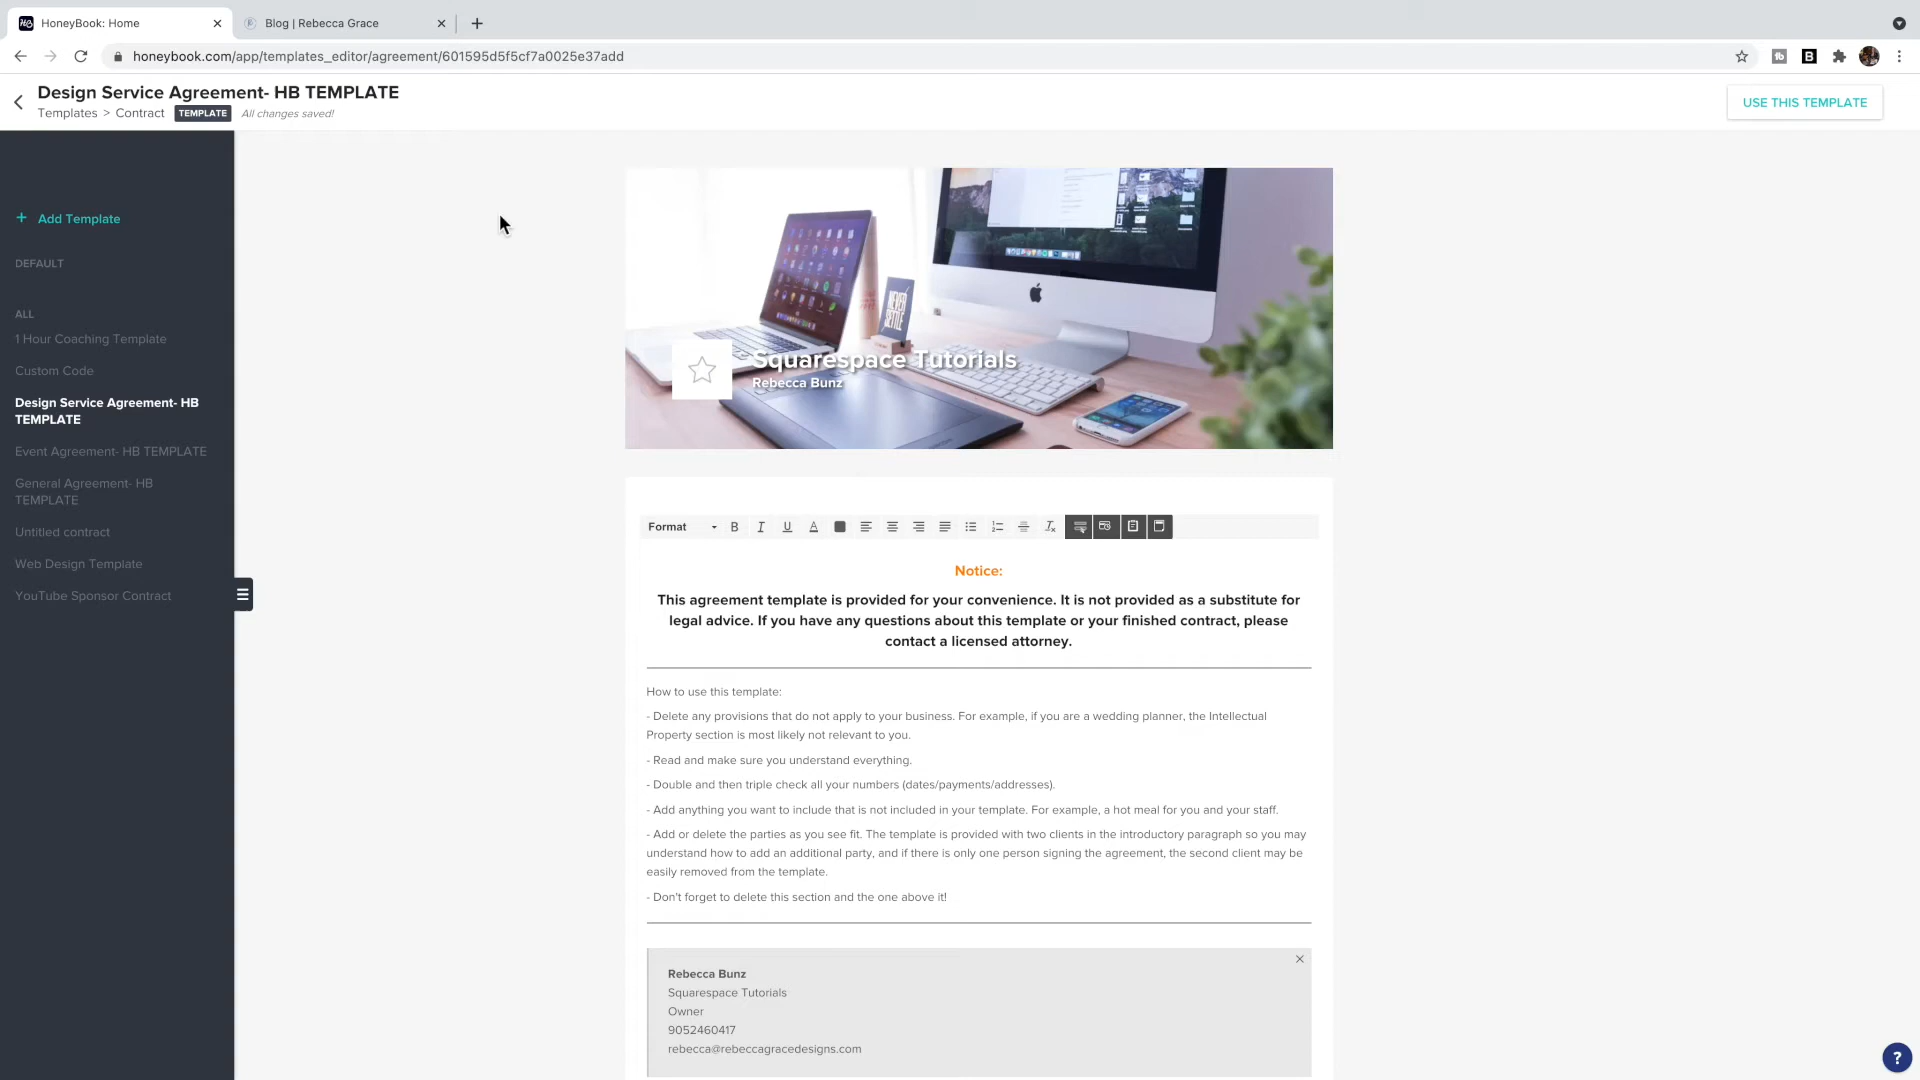 HoneyBook: Home
Blog | Rebecca Grace
honeybook.com/app/templates_editor/agreement/601595d5f5cf7a0025e37add
Design Service Agreement- HB TEMPLATE
Templates > Contract TEMPLATE All changes saved!
USE THIS TEMPLATE
+ Add Template
DEFAULT
ALL
1 Hour Coaching Template
Custom Code
Design Service Agreement- HB
TEMPLATE
Event Agreement- HB TEMPLATE
General Agreement- HB
TEMPLATE
Untitled contract
Web Design Template
YouTube Sponsor Contract
NEVER
SETTLE
Squarespace Tutorials
Rebecca Bunz
Format
Notice:
This agreement template is provided for your convenience. It is not provided as a substitute for
legal advice. If you have any questions about this template or your finished contract, please
contact a licensed attorney.
How to use this template:
- Delete any provisions that do not apply to your business. For example, if you are a wedding planner, the Intellectual
Property section is most likely not relevant to you.
- Read and make sure you understand everything.
- Double and then triple check all your numbers (dates/payments/addresses).
- Add anything you want to include that is not included in your template. For example, a hot meal for you and your staff.
- Add or delete the parties as you see fit. The template is provided with two clients in the introductory paragraph so you may
understand how to add an additional party, and if there is only one person signing the agreement, the second client may be
easily removed from the template.
- Don't forget to delete this section and the one above it!
Rebecca Bunz
Squarespace Tutorials
Owner
9052460417
rebecca@rebeccagracedesigns.com